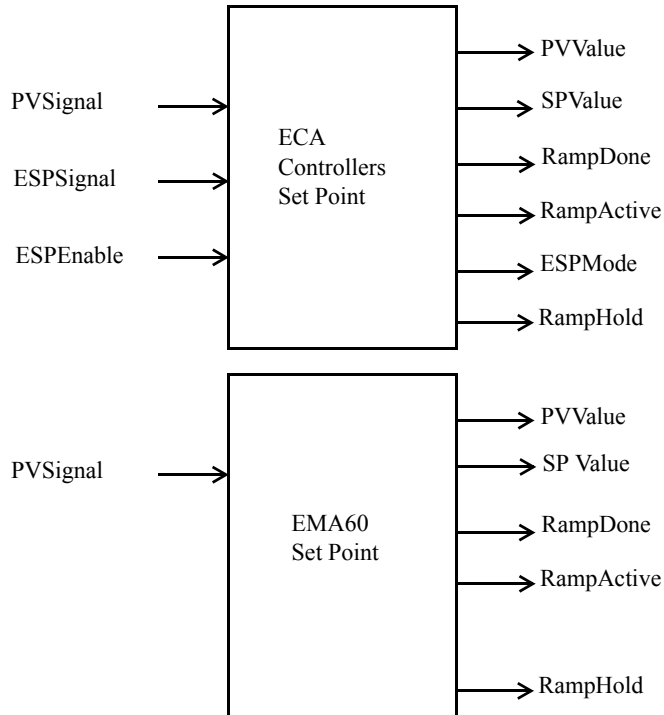 PVSignal
ESPSignal
ESPEnable
ECA
Controllers
Set Point
PVValue
SPValue
RampDone
RampActive
ESPMode
RampHold
PVSignal
EMA60
Set Point
PVValue
SP Value
RampDone
RampActive
RampHold